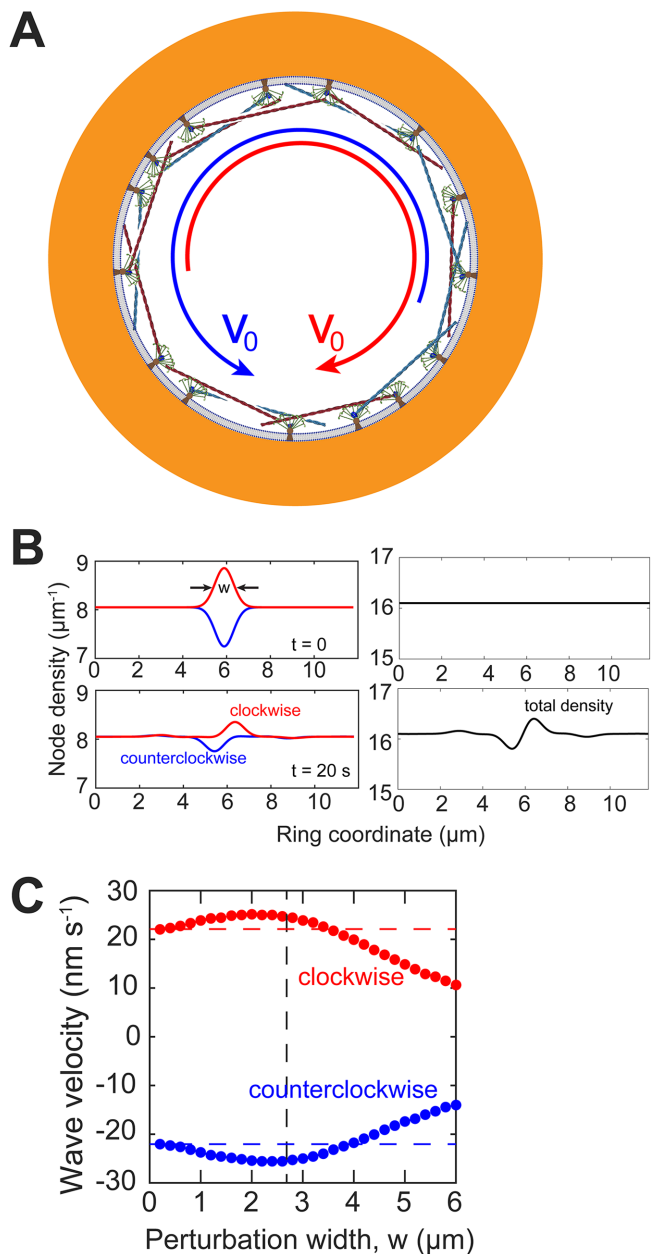 A
V0 V0
B
Node density (µm-1)
9
8
7
0 2 4 6 8 10
w
t = 0
17
16
15
0 2 4 6 8 10
9
8
7
0 2 4 6 8 10
clockwise
counterclockwise
t = 20 s
17
16
15
0 2 4 6 8 10
total density
Ring coordinate (µm)
C
Wave velocity (nm s-1)
30
20
10
0
-10
-20
-30
clockwise
counterclockwise
0 1 2 3 4 5 6
Perturbation width, w (µm)